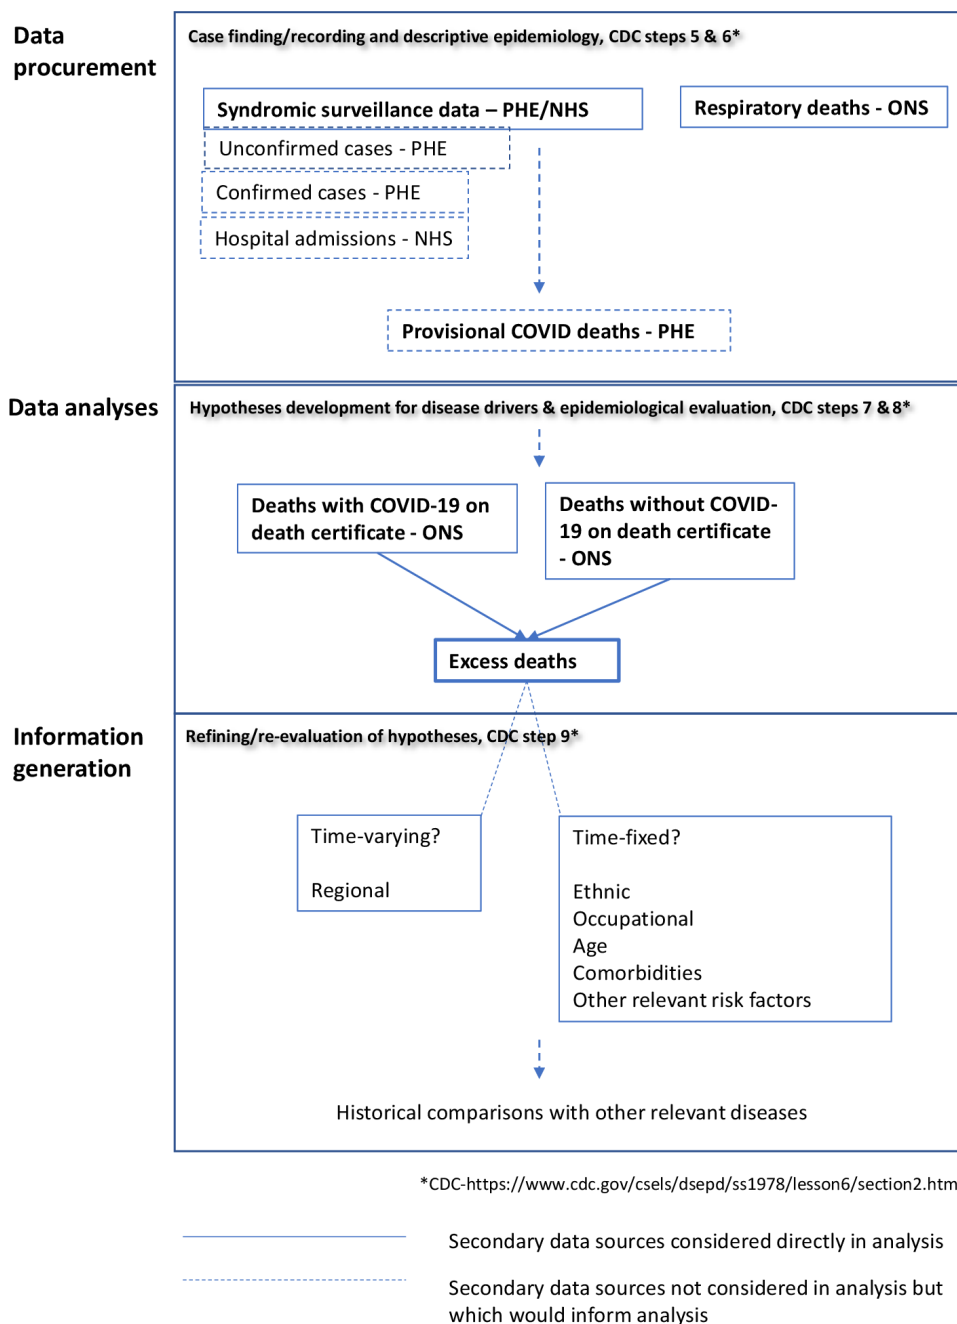 Data
procurement
Case finding/recording and descriptive epidemiology, CDC steps 5 & 6*
Syndromic surveillance data – PHE/NHS
Respiratory deaths - ONS
Unconfirmed cases - PHE
Confirmed cases - PHE
Hospital admissions - NHS
Provisional COVID deaths - PHE
Data analyses
Hypotheses development for disease drivers & epidemiological evaluation, CDC steps 7 & 8*
Deaths with COVID-19 on
death certificate - ONS
Deaths without COVID-
19 on death certificate
- ONS
Excess deaths
Information
generation
Refining/re-evaluation of hypotheses, CDC step 9*
Time-varying?
Regional
Time-fixed?
Ethnic
Occupational
Age
Comorbidities
Other relevant risk factors
Historical comparisons with other relevant diseases
*CDC-https://www.cdc.gov/csels/dsepd/ss1978/lesson6/section2.htm
Secondary data sources considered directly in analysis
Secondary data sources not considered in analysis but
which would inform analysis